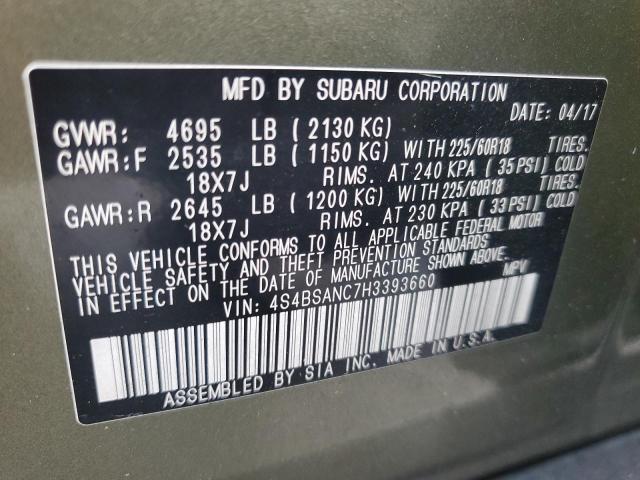 MFD BY SUBARU CORPORATION
DATE: 04/17
GVWR: 4695 LB ( 2130 KG)
GAWR:F 2535 LB ( 1150 KG) WITH 225/60R18 TIRES.
18X7J RIMS. AT 240 KPA ( 35 PSI) COLD
GAWR:R 2645 LB ( 1200 KG) WITH 225/60R18 TIRES.
18X7J RIMS. AT 230 KPA ( 33 PSI) COLD
THIS VEHICLE CONFORMS TO ALL APPLICABLE FEDERAL MOTOR
VEHICLE SAFETY AND THEFT PREVENTION STANDARDS
IN EFFECT ON THE DATE OF MANUFACTURE SHOWN ABOVE.
VIN: 4S4BSANC7H3393660 MPV
ASSEMBLED BY SIA INC. MADE IN U.S.A.